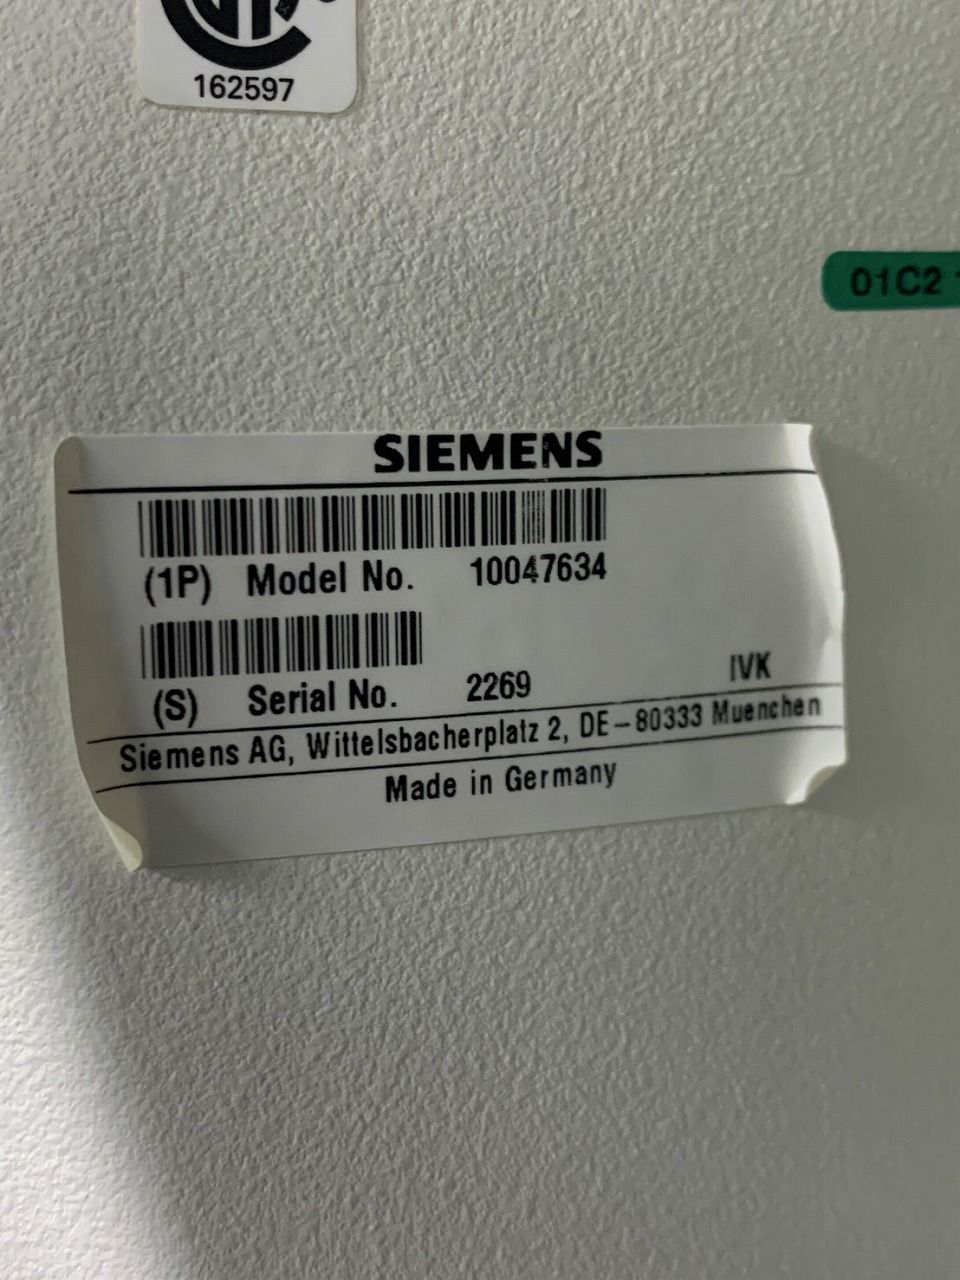 162597
01C2
SIEMENS
(1P) Model No. 10047634
IVK
(S) Serial No. 2269
Siemens AG, Wittelsbacherplatz 2, DE-80333 Muenchen
Made in Germany